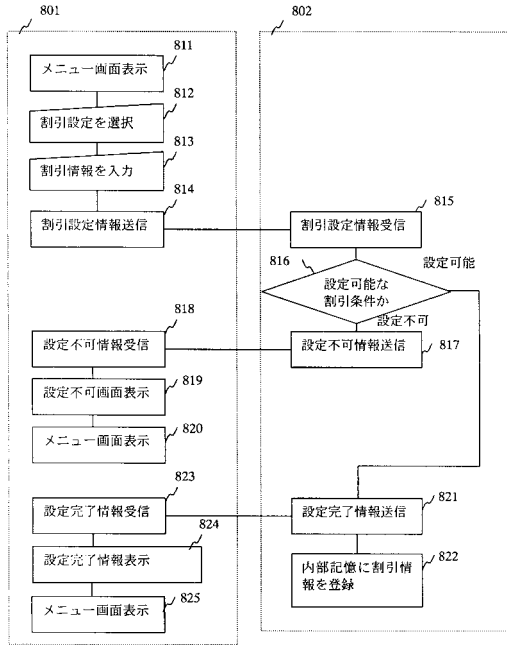 801
802
811
メニュー画面表示
812
割引設定を選択
813
割引情報を入力
814
割引設定情報送信
815
割引設定情報受信
816
設定可能
設定可能な
割引条件か
設定不可
818
設定不可情報受信
設定不可情報送信
817
819
設定不可画面表示
820
メニュー画面表示
823
設定完了情報受信
設定完了情報送信
821
824
設定完了情報表示
822
内部記憶に割引情
報を登録
メニュー画面表示
825